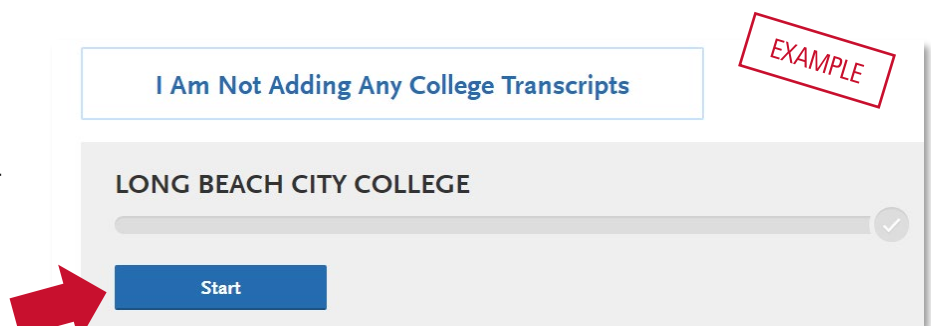 EXAMPLE
I Am Not Adding Any College Transcripts
LONG BEACH CITY COLLEGE
Start